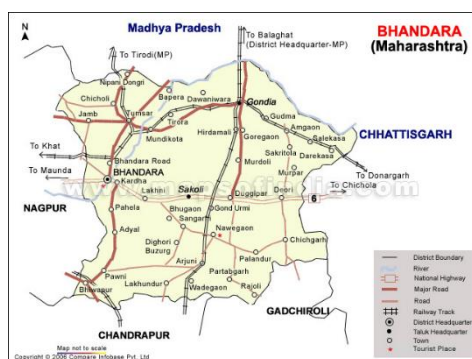 N
Madhya Pradesh
BHANDARA
(Maharashtra)
To Balaghat
(District Headquarter-MP)
To Tirodi(MP)
Nipani Dongri
Chicholi
Bapera
Dawaniwara
Gondia
Jamb
Tumsar
Tirora
Gudma
Mundikota
Hirdamali
Goregaon
Amgaon
Salekasa
CHHATTISGARH
To Khat
Bhandara Road
Sakritola
Darekasa
To Maunda
BHANDARA
Murdoli
Murpar
To Donargarh
Kardha
To Chichola
Lakhni
Sakoli
Duggipar
Deori
6
NAGPUR
Pahela
Bhugaon
Gond Urmi
Sangarh
Adyal
Nawegaon
Dighori
Buzurg
Chichgarh
Arjuni
Palandur
Pawni
Partabgarh
Bhiwapur
Lakhundur
Wadegaon
Rajoli
GADCHIROLI
CHANDRAPUR
District Boundary
River
National Highway
Major Road
Road
Railway Track
District Headquarter
Taluk Headquarter
Town
Tourist Place
Map not to scale
Copyright © 2006 Compare Infobase Pvt. Ltd